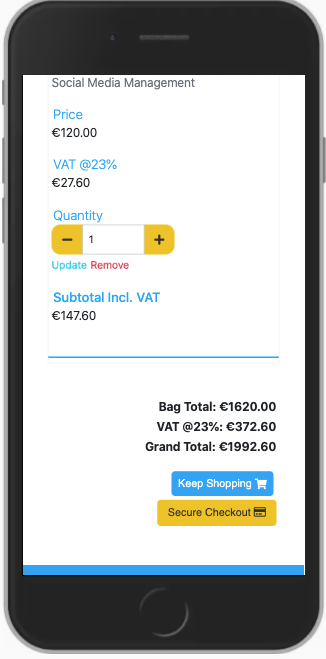 Social Media Management
Price
€120.00
VAT @23%
€27.60
Quantity
1
Update Remove
Subtotal Incl. VAT
€147.60
Bag Total: €1620.00
VAT @23%: €372.60
Grand Total: €1992.60
Keep Shopping
Secure Checkout